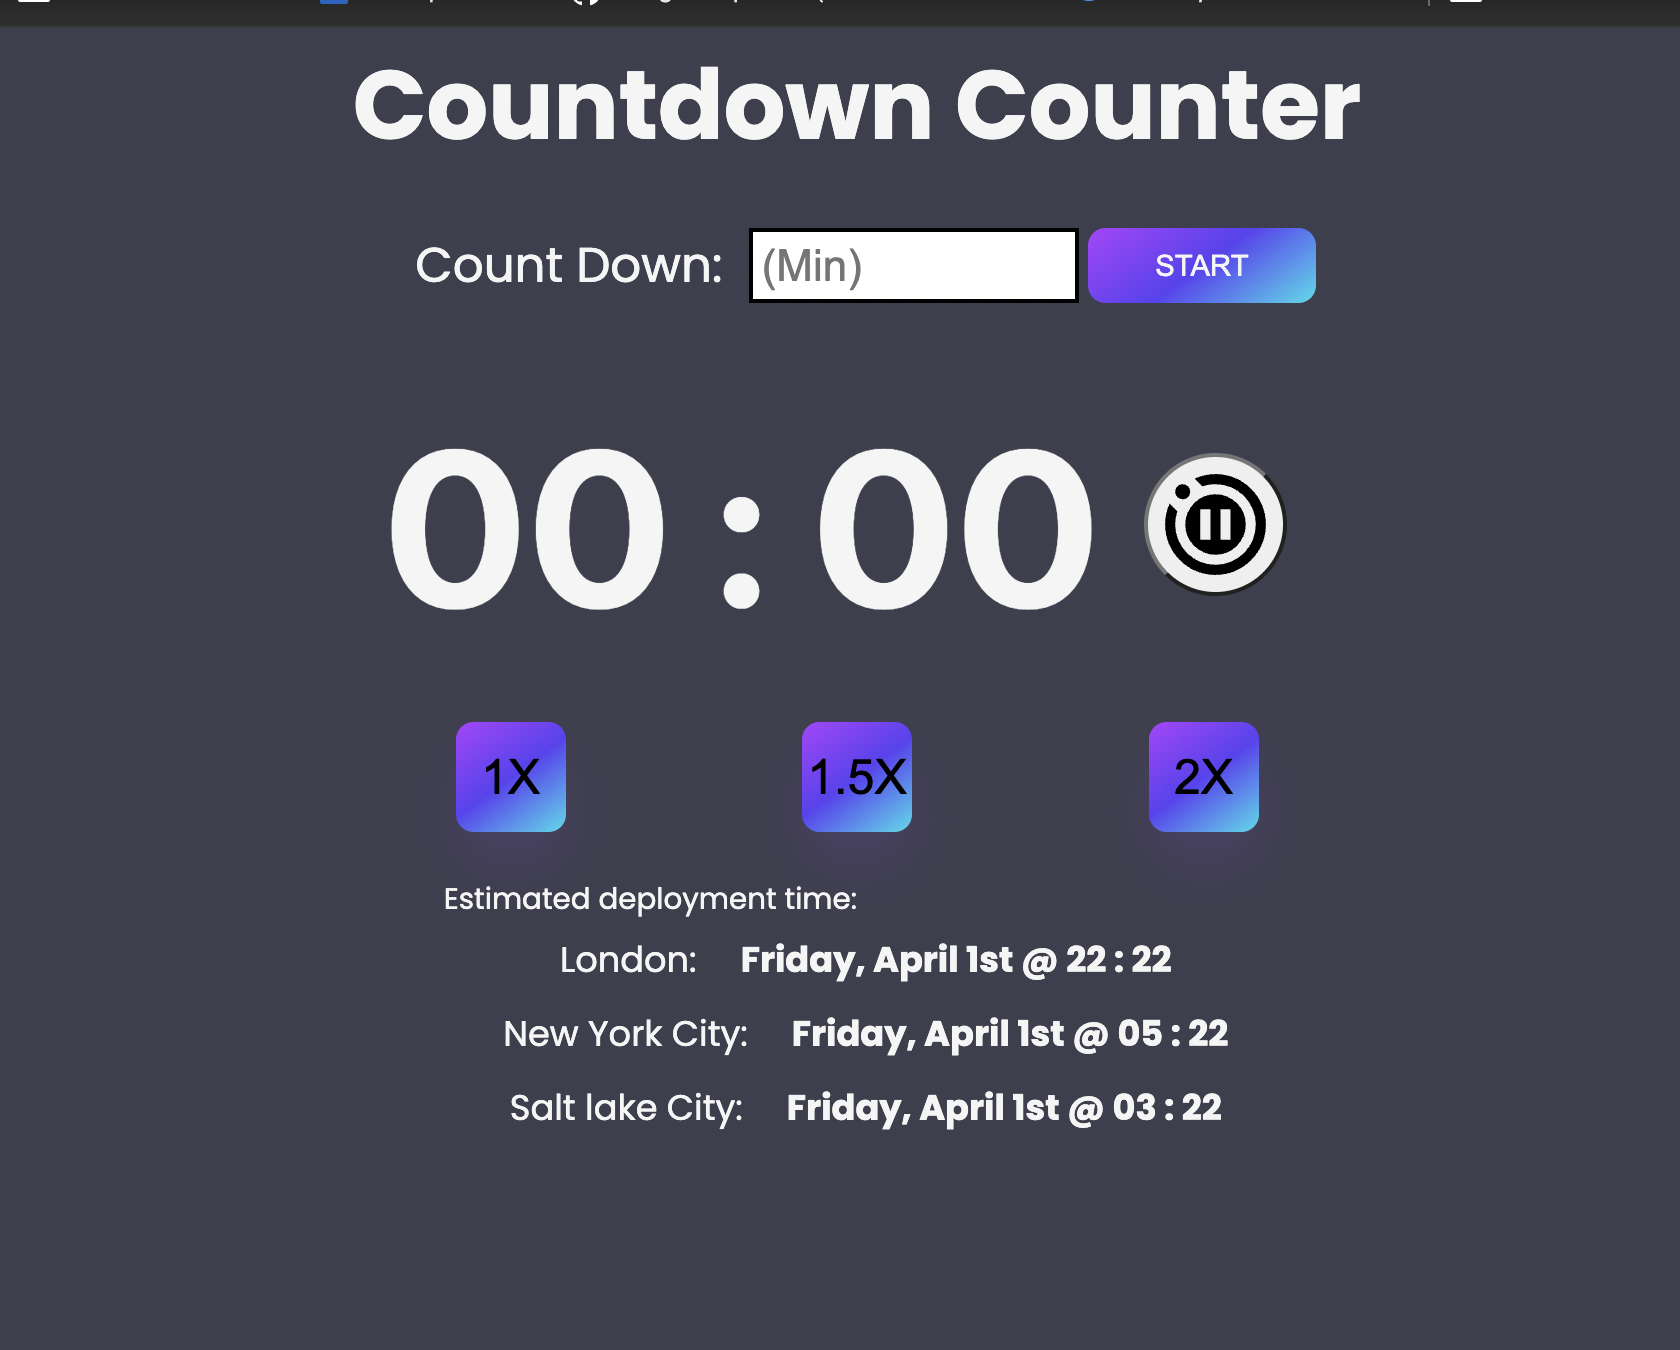 Countdown Counter
Count Down: (Min) START
00 : 00
1X 1.5X 2X
Estimated deployment time:
London: Friday, April 1st @ 22 : 22
New York City: Friday, April 1st @ 05 : 22
Salt lake City: Friday, April 1st @ 03 : 22